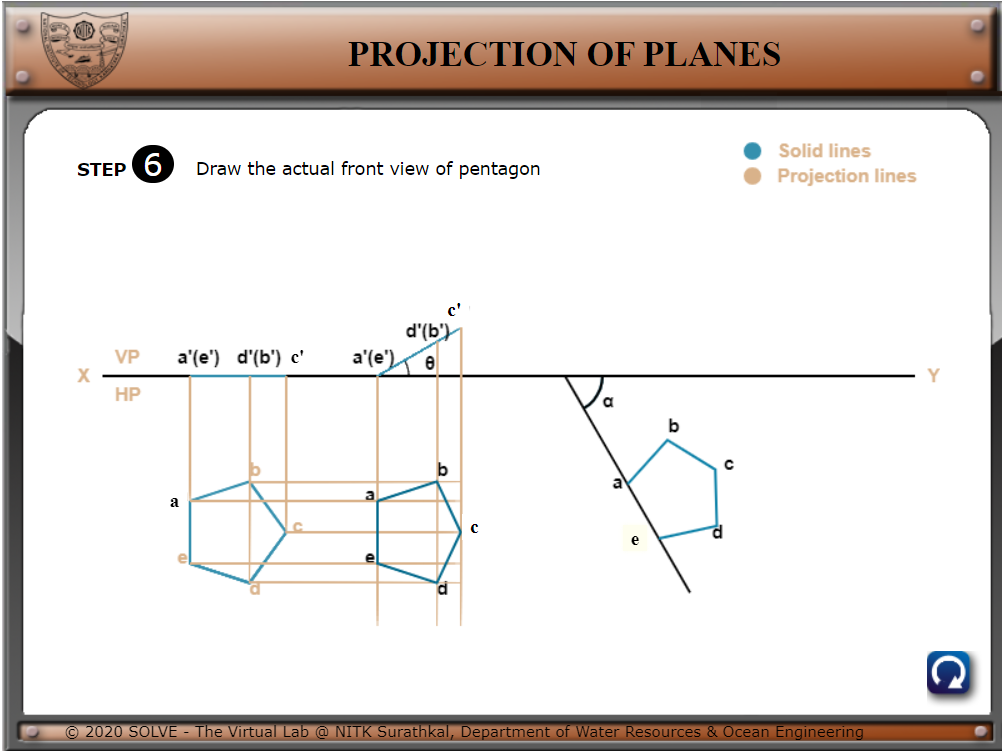 PROJECTION OF PLANES
STEP 6 Draw the actual front view of pentagon
Solid lines
Projection lines
c'
d'(b')
VP a'(e') d'(b') c' a'(e') θ
X Y
HP
α
b
b b c
a a a
c c
e e e d
d d
© 2020 SOLVE - The Virtual Lab @ NITK Surathkal, Department of Water Resources & Ocean Engineering